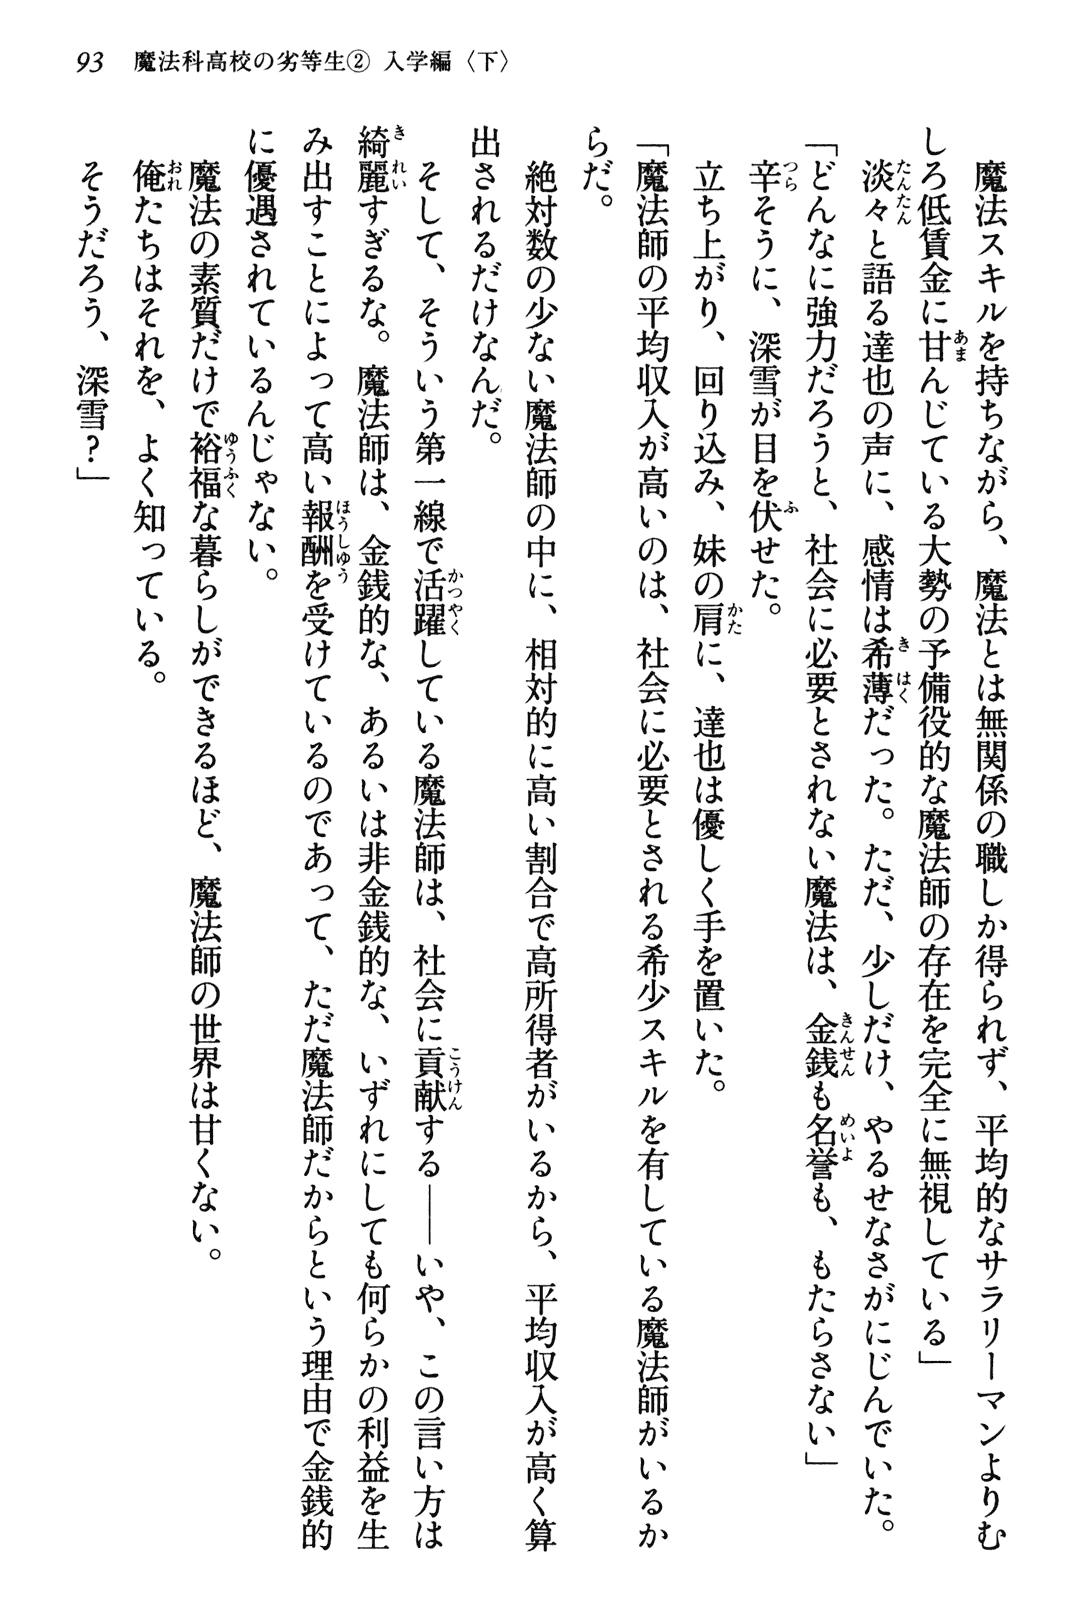 93　魔法科高校の劣等生② 入学編〈下〉
　魔法スキルを持ちながら、魔法とは無関係の職しか得られず、平均的なサラリーマンよりむ
しろ低賃金に甘んじている大勢の予備役的な魔法師の存在を完全に無視している」
　淡々と語る達也の声に、感情は希薄だった。ただ、少しだけ、やるせなさがにじんでいた。
「どんなに強力だろうと、社会に必要とされない魔法は、金銭も名誉も、もたらさない」
　辛そうに、深雪が目を伏せた。
　立ち上がり、回り込み、妹の肩に、達也は優しく手を置いた。
「魔法師の平均収入が高いのは、社会に必要とされる希少スキルを有している魔法師がいるか
らだ。
　絶対数の少ない魔法師の中に、相対的に高い割合で高所得者がいるから、平均収入が高く算
出されるだけなんだ。
　そして、そういう第一線で活躍している魔法師は、社会に貢献する――いや、この言い方は
綺麗すぎるな。魔法師は、金銭的な、あるいは非金銭的な、いずれにしても何らかの利益を生
み出すことによって高い報酬を受けているのであって、ただ魔法師だからという理由で金銭的
に優遇されているんじゃない。
　魔法の素質だけで裕福な暮らしができるほど、魔法師の世界は甘くない。
　俺たちはそれを、よく知っている。
　そうだろう、深雪？」